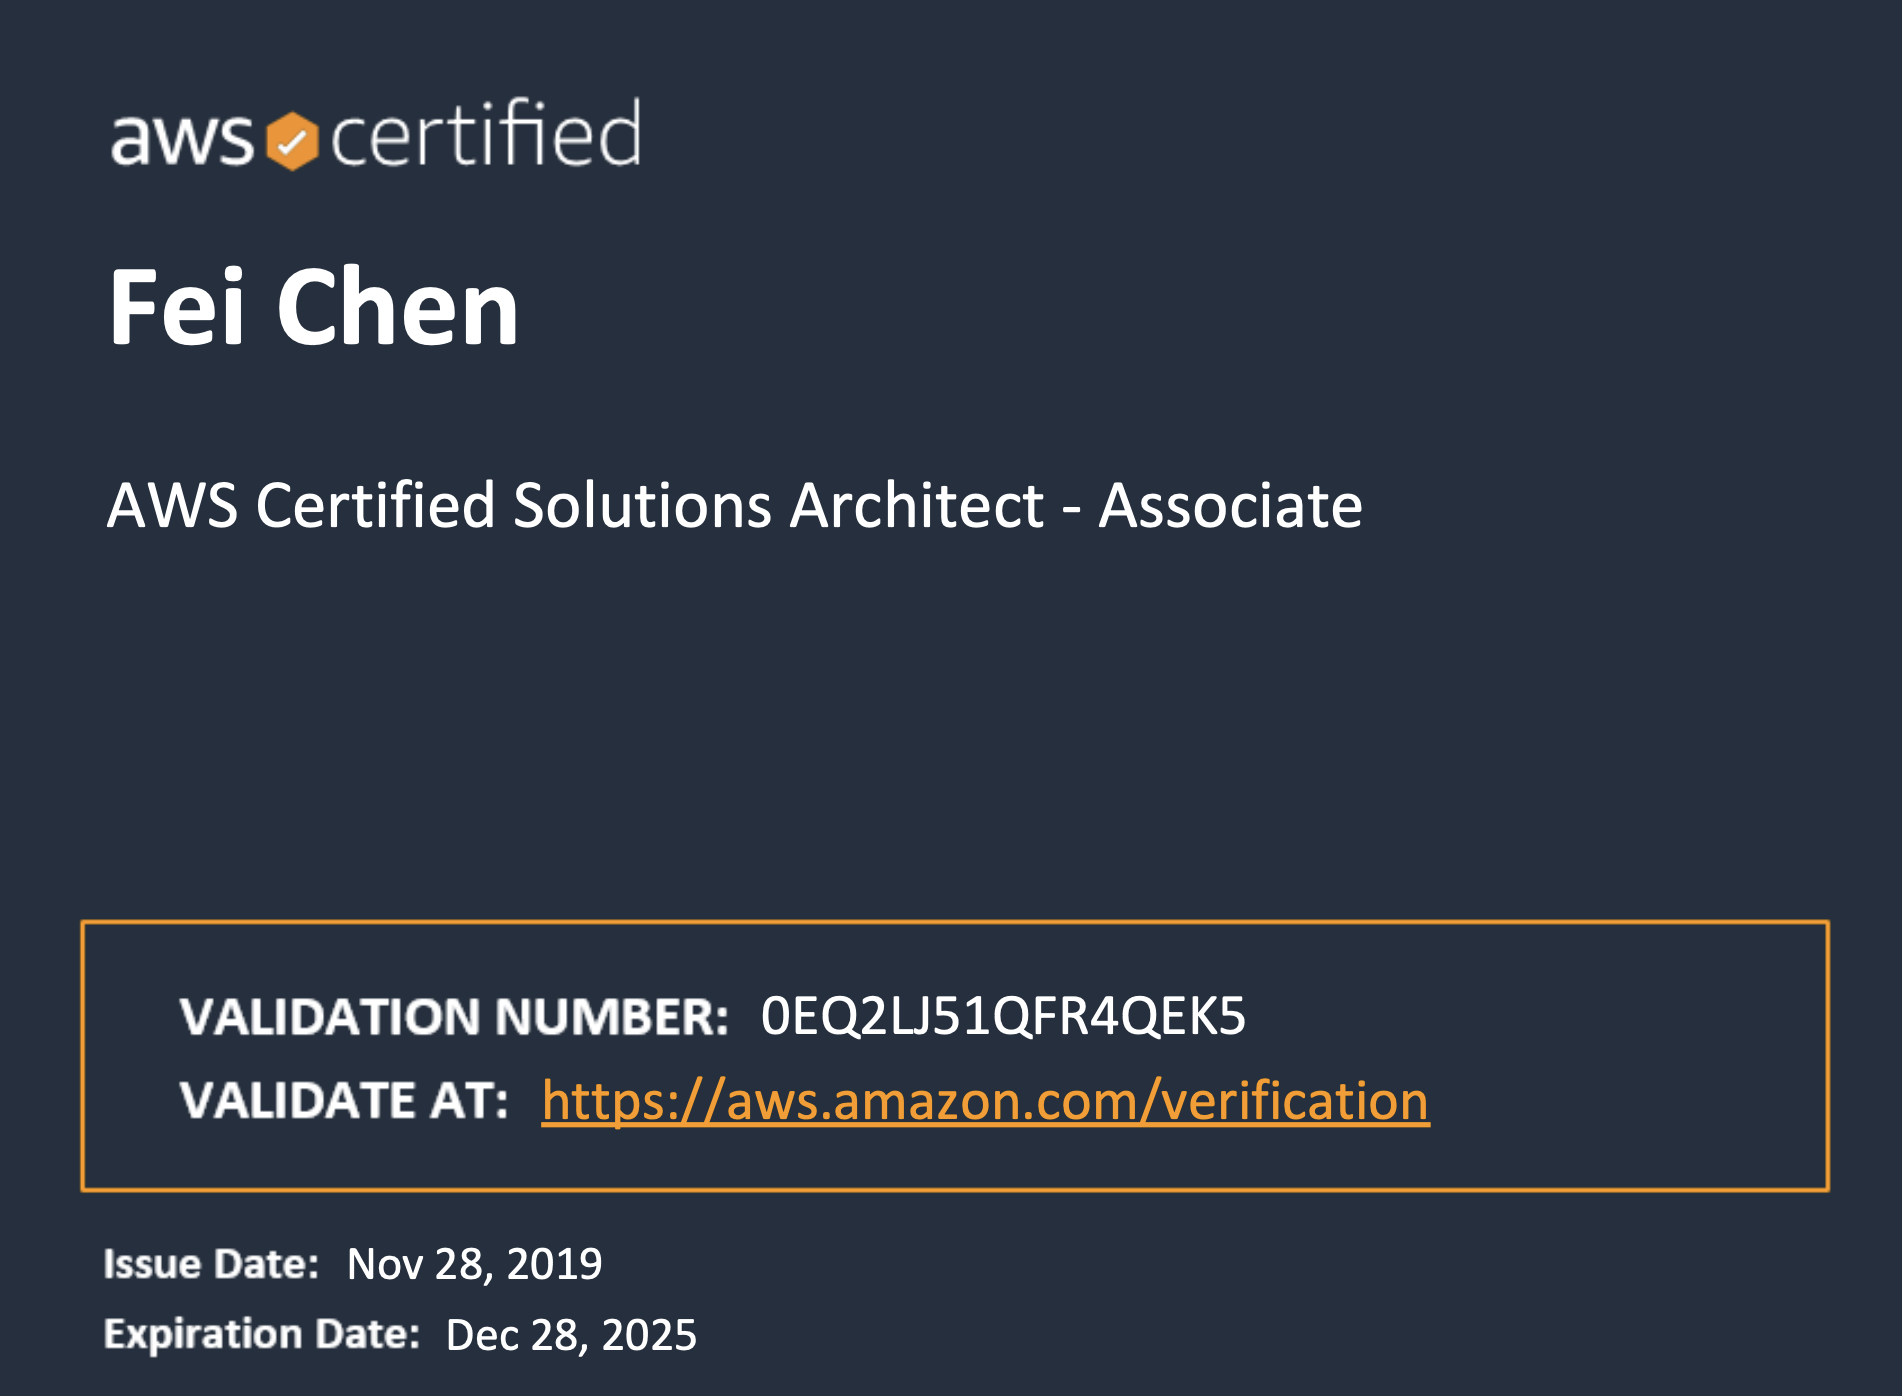 aws certified
Fei Chen
AWS Certified Solutions Architect - Associate
VALIDATION NUMBER: 0EQ2LJ51QFR4QEK5
VALIDATE AT: https://aws.amazon.com/verification
Issue Date: Nov 28, 2019
Expiration Date: Dec 28, 2025